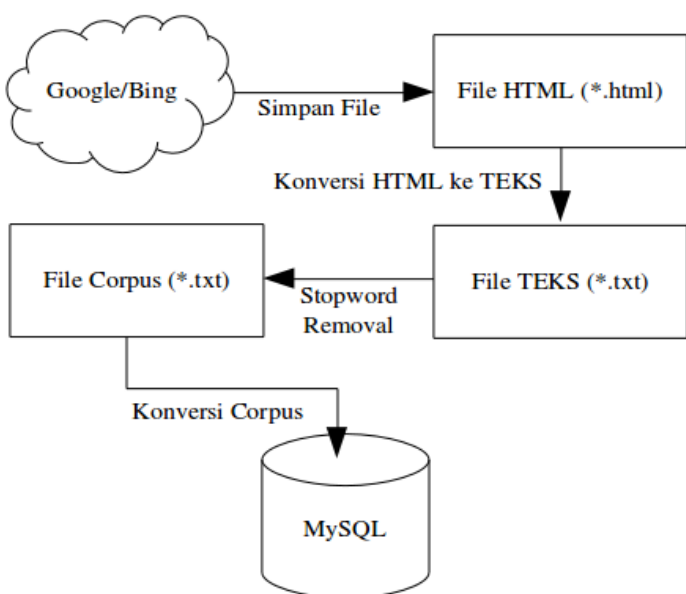 Google/Bing
Simpan File
File HTML (*.html)
Konversi HTML ke TEKS
File TEKS (*.txt)
Stopword
Removal
File Corpus (*.txt)
Konversi Corpus
MySQL